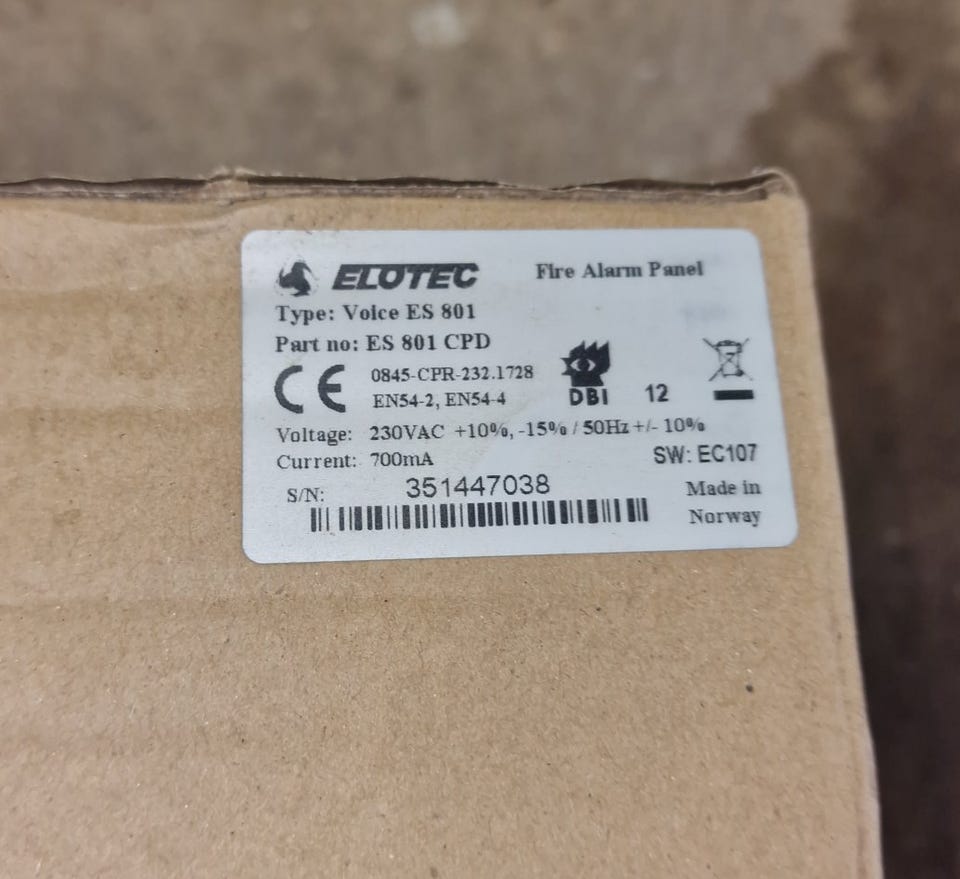 ELOTEC Fire Alarm Panel
Type: Voice ES 801
Part no: ES 801 CPD
CE 0845-CPR-232.1728
EN54-2, EN54-4 DBI 12
Voltage: 230VAC +10%, -15% / 50Hz +/- 10%
Current: 700mA SW: EC107
S/N: 351447038 Made in
Norway